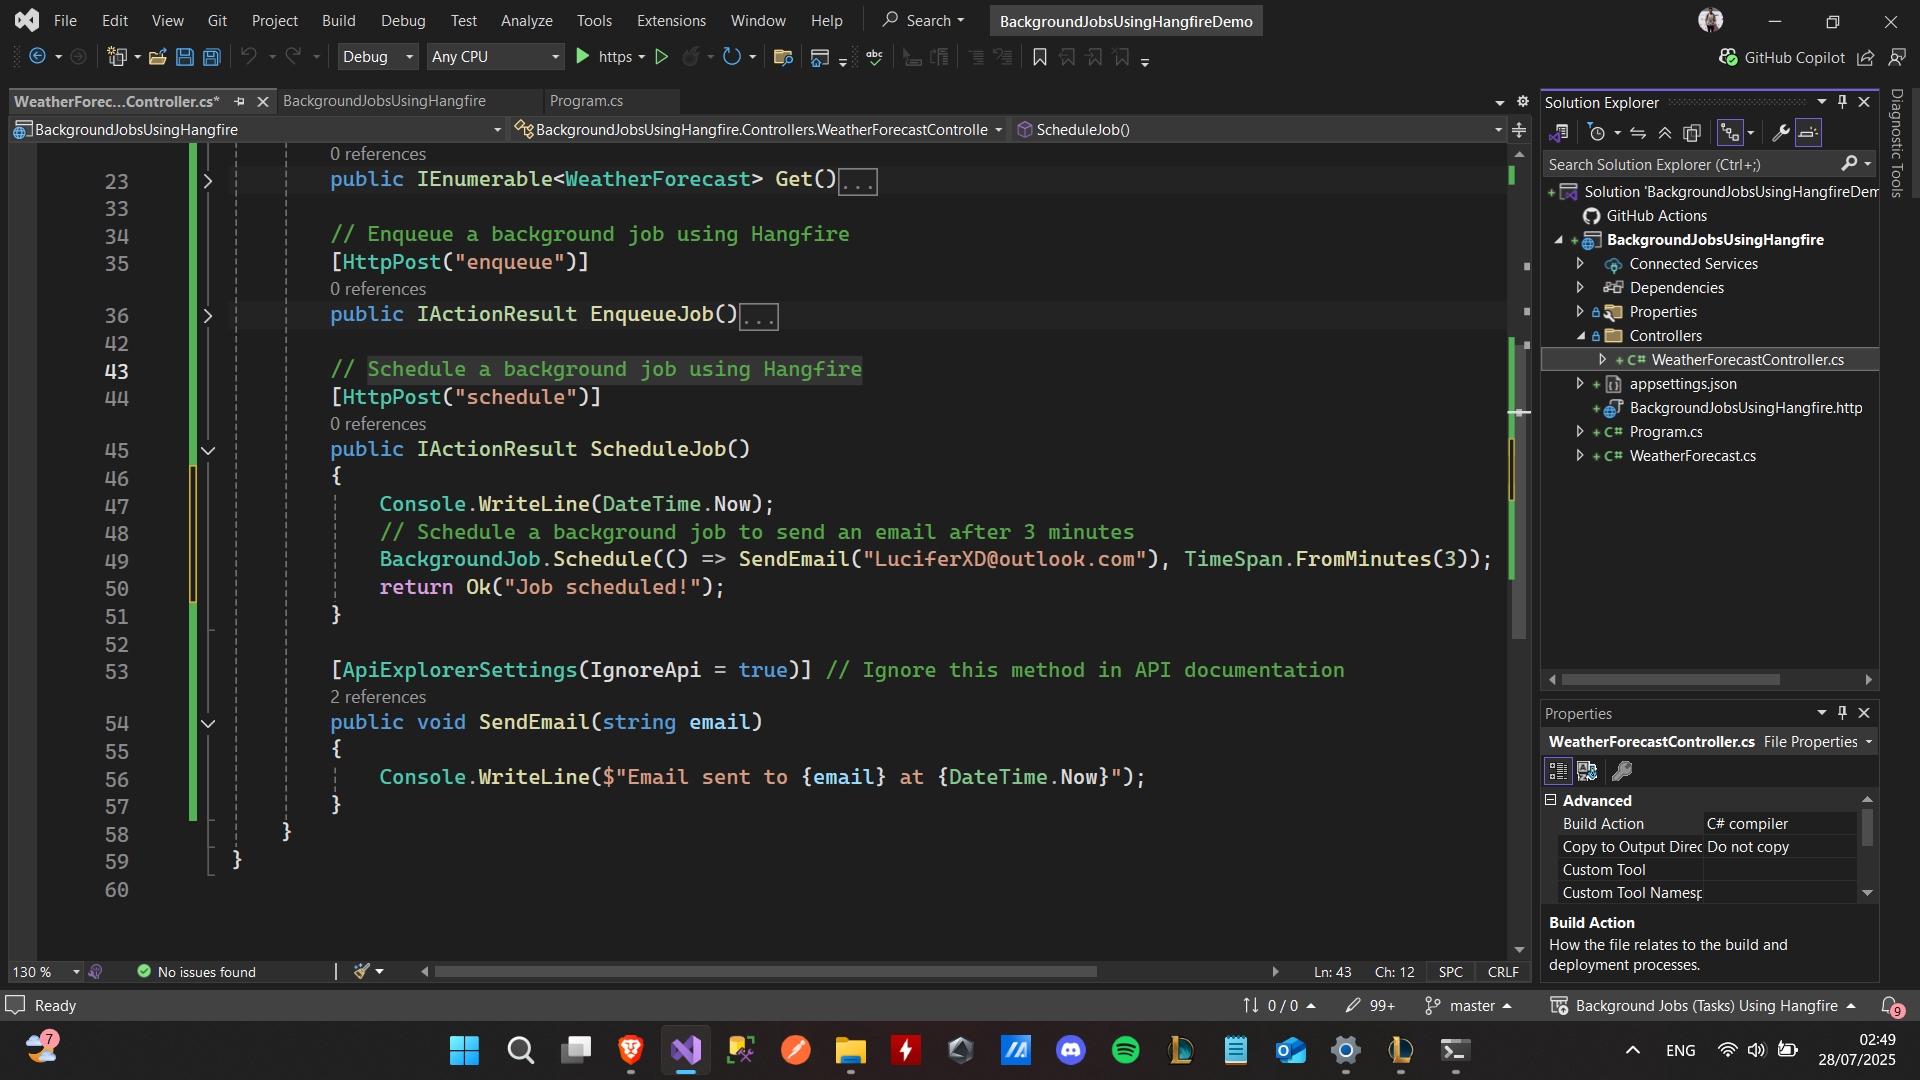 File Edit View Git Project Build Debug Test Analyze Tools Extensions Window Help Search BackgroundJobsUsingHangfireDemo
Debug Any CPU https abc GitHub Copilot
WeatherForec...Controller.cs* BackgroundJobsUsingHangfire Program.cs
BackgroundJobsUsingHangfire BackgroundJobsUsingHangfire.Controllers.WeatherForecastControlle ScheduleJob()
0 references
23 public IEnumerable<WeatherForecast> Get()...
33
34 // Enqueue a background job using Hangfire
35 [HttpPost("enqueue")]
0 references
36 public IActionResult EnqueueJob()...
42
43 // Schedule a background job using Hangfire
44 [HttpPost("schedule")]
0 references
45 public IActionResult ScheduleJob()
46 {
47 Console.WriteLine(DateTime.Now);
48 // Schedule a background job to send an email after 3 minutes
49 BackgroundJob.Schedule(() => SendEmail("LuciferXD@outlook.com"), TimeSpan.FromMinutes(3));
50 return Ok("Job scheduled!");
51 }
52
53 [ApiExplorerSettings(IgnoreApi = true)] // Ignore this method in API documentation
2 references
54 public void SendEmail(string email)
55 {
56 Console.WriteLine($"Email sent to {email} at {DateTime.Now}");
57 }
58 }
59 }
60
130 % No issues found Ln: 43 Ch: 12 SPC CRLF
Solution Explorer
Search Solution Explorer (Ctrl+;)
Solution 'BackgroundJobsUsingHangfireDem
GitHub Actions
BackgroundJobsUsingHangfire
Connected Services
Dependencies
Properties
Controllers
C# WeatherForecastController.cs
appsettings.json
BackgroundJobsUsingHangfire.http
C# Program.cs
C# WeatherForecast.cs
Diagnostic Tools
Properties
WeatherForecastController.cs File Properties
Advanced
Build Action C# compiler
Copy to Output Direc Do not copy
Custom Tool
Custom Tool Namesp
Build Action
How the file relates to the build and
deployment processes.
Ready 0 / 0 99+ master Background Jobs (Tasks) Using Hangfire 9
7 ENG 02:49
28/07/2025